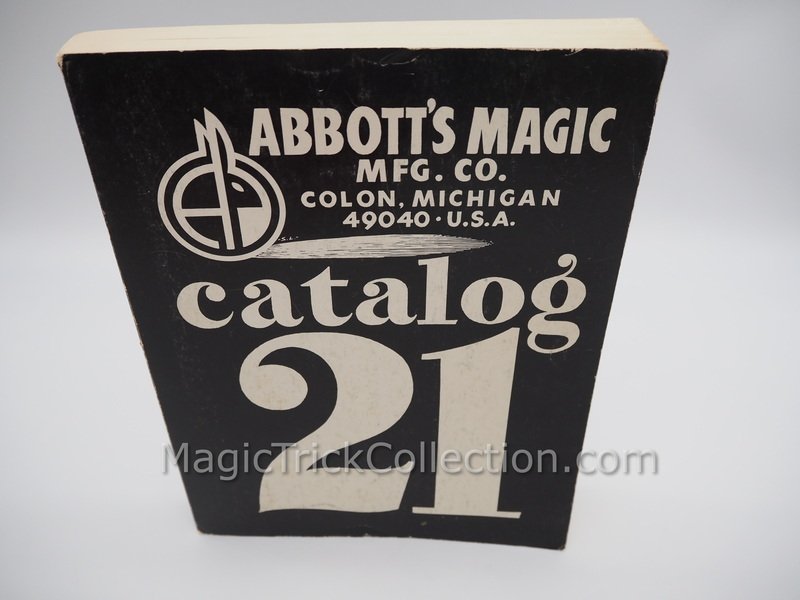 ABBOTT'S MAGIC
MFG. CO.
COLON, MICHIGAN
49040 · U.S.A.
catalog
21
MagicTrickCollection.com